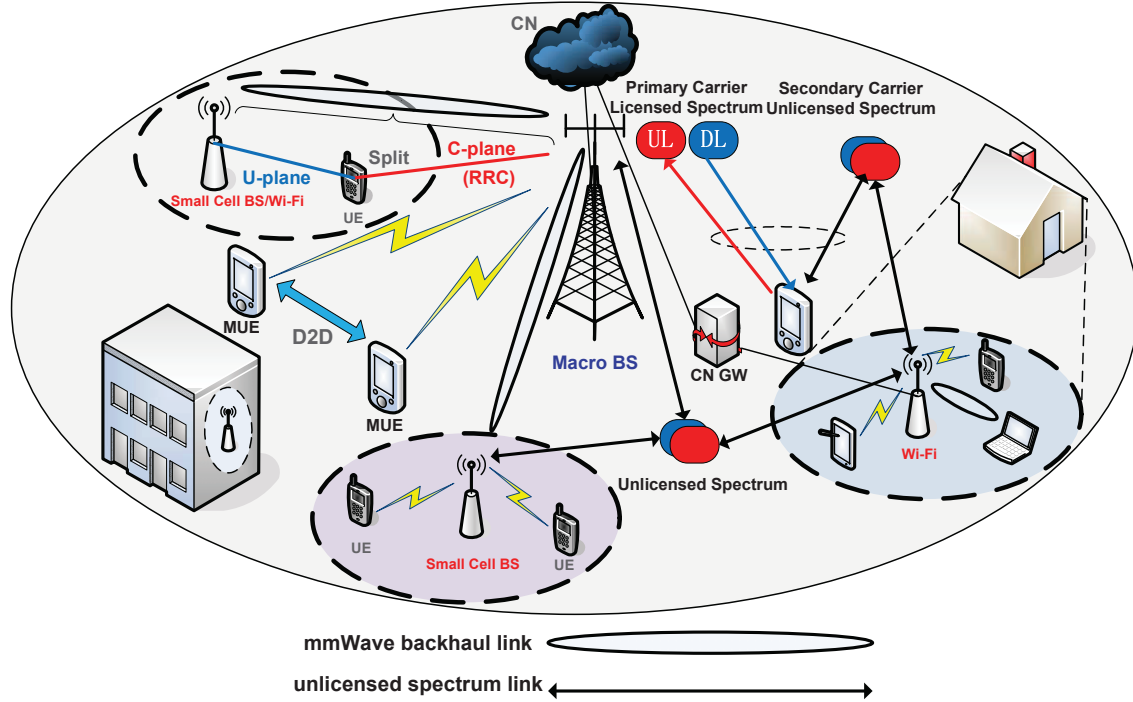 CN
Primary Carrier
Licensed Spectrum
Secondary Carrier
Unlicensed Spectrum
UL
DL
Split
C-plane
(RRC)
U-plane
Small Cell BS/Wi-Fi
UE
MUE
D2D
MUE
Macro BS
CN GW
Wi-Fi
Unlicensed Spectrum
UE
Small Cell BS
UE
mmWave backhaul link
unlicensed spectrum link